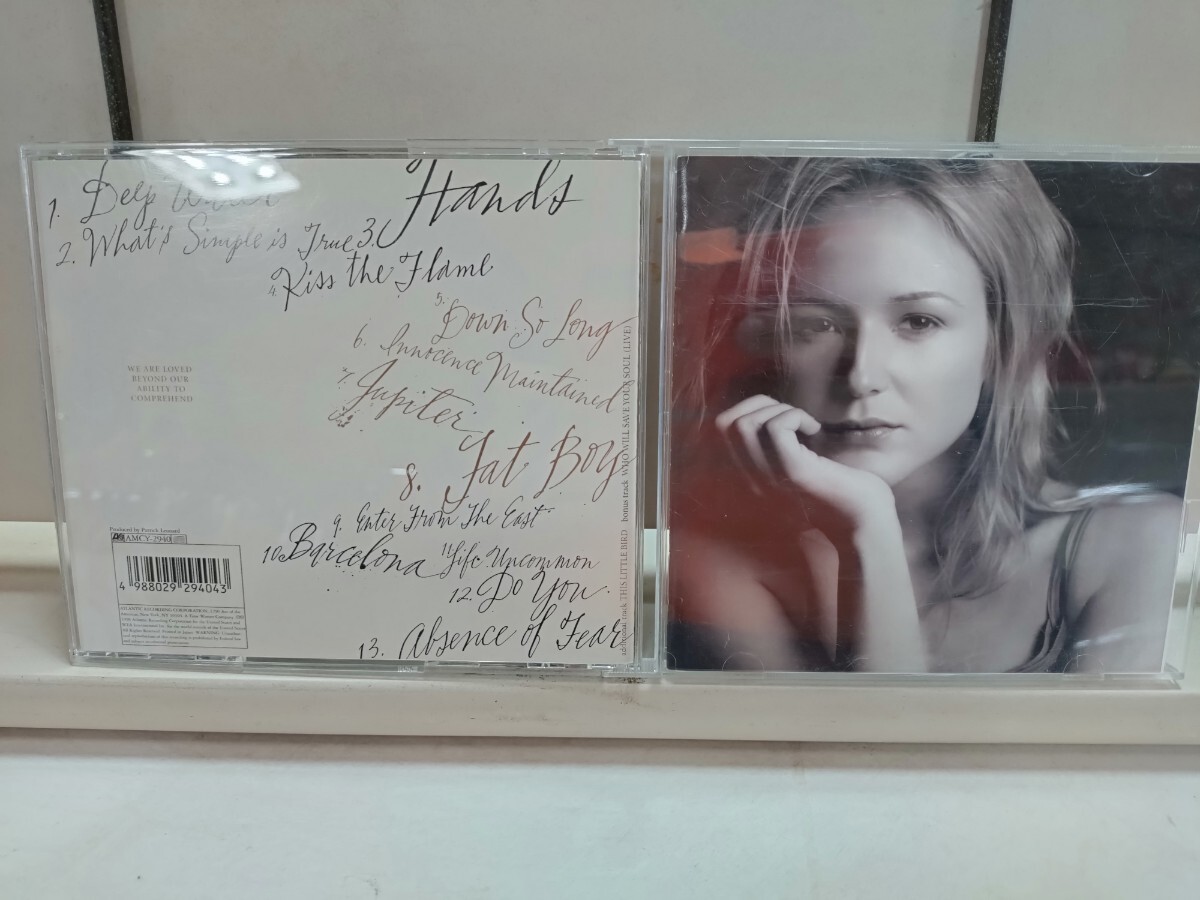 1. Deep Water
2. What's Simple is True
3. Hands
4. Kiss the Flame
5. Down So Long
6. Innocence Maintained
7. Jupiter
8. Fat Boy
9. Enter From The East
10. Barcelona 11. Life Uncommon
12. Do You
13. Absence of Fear
WE ARE LOVED
BEYOND OUR
ABILITY TO
COMPREHEND
additional track THIS LITTLE BIRD bonus track WHO WILL SAVE YOUR SOUL (LIVE)
Produced by Patrick Leonard
AMCY-2940
4 988029 294043